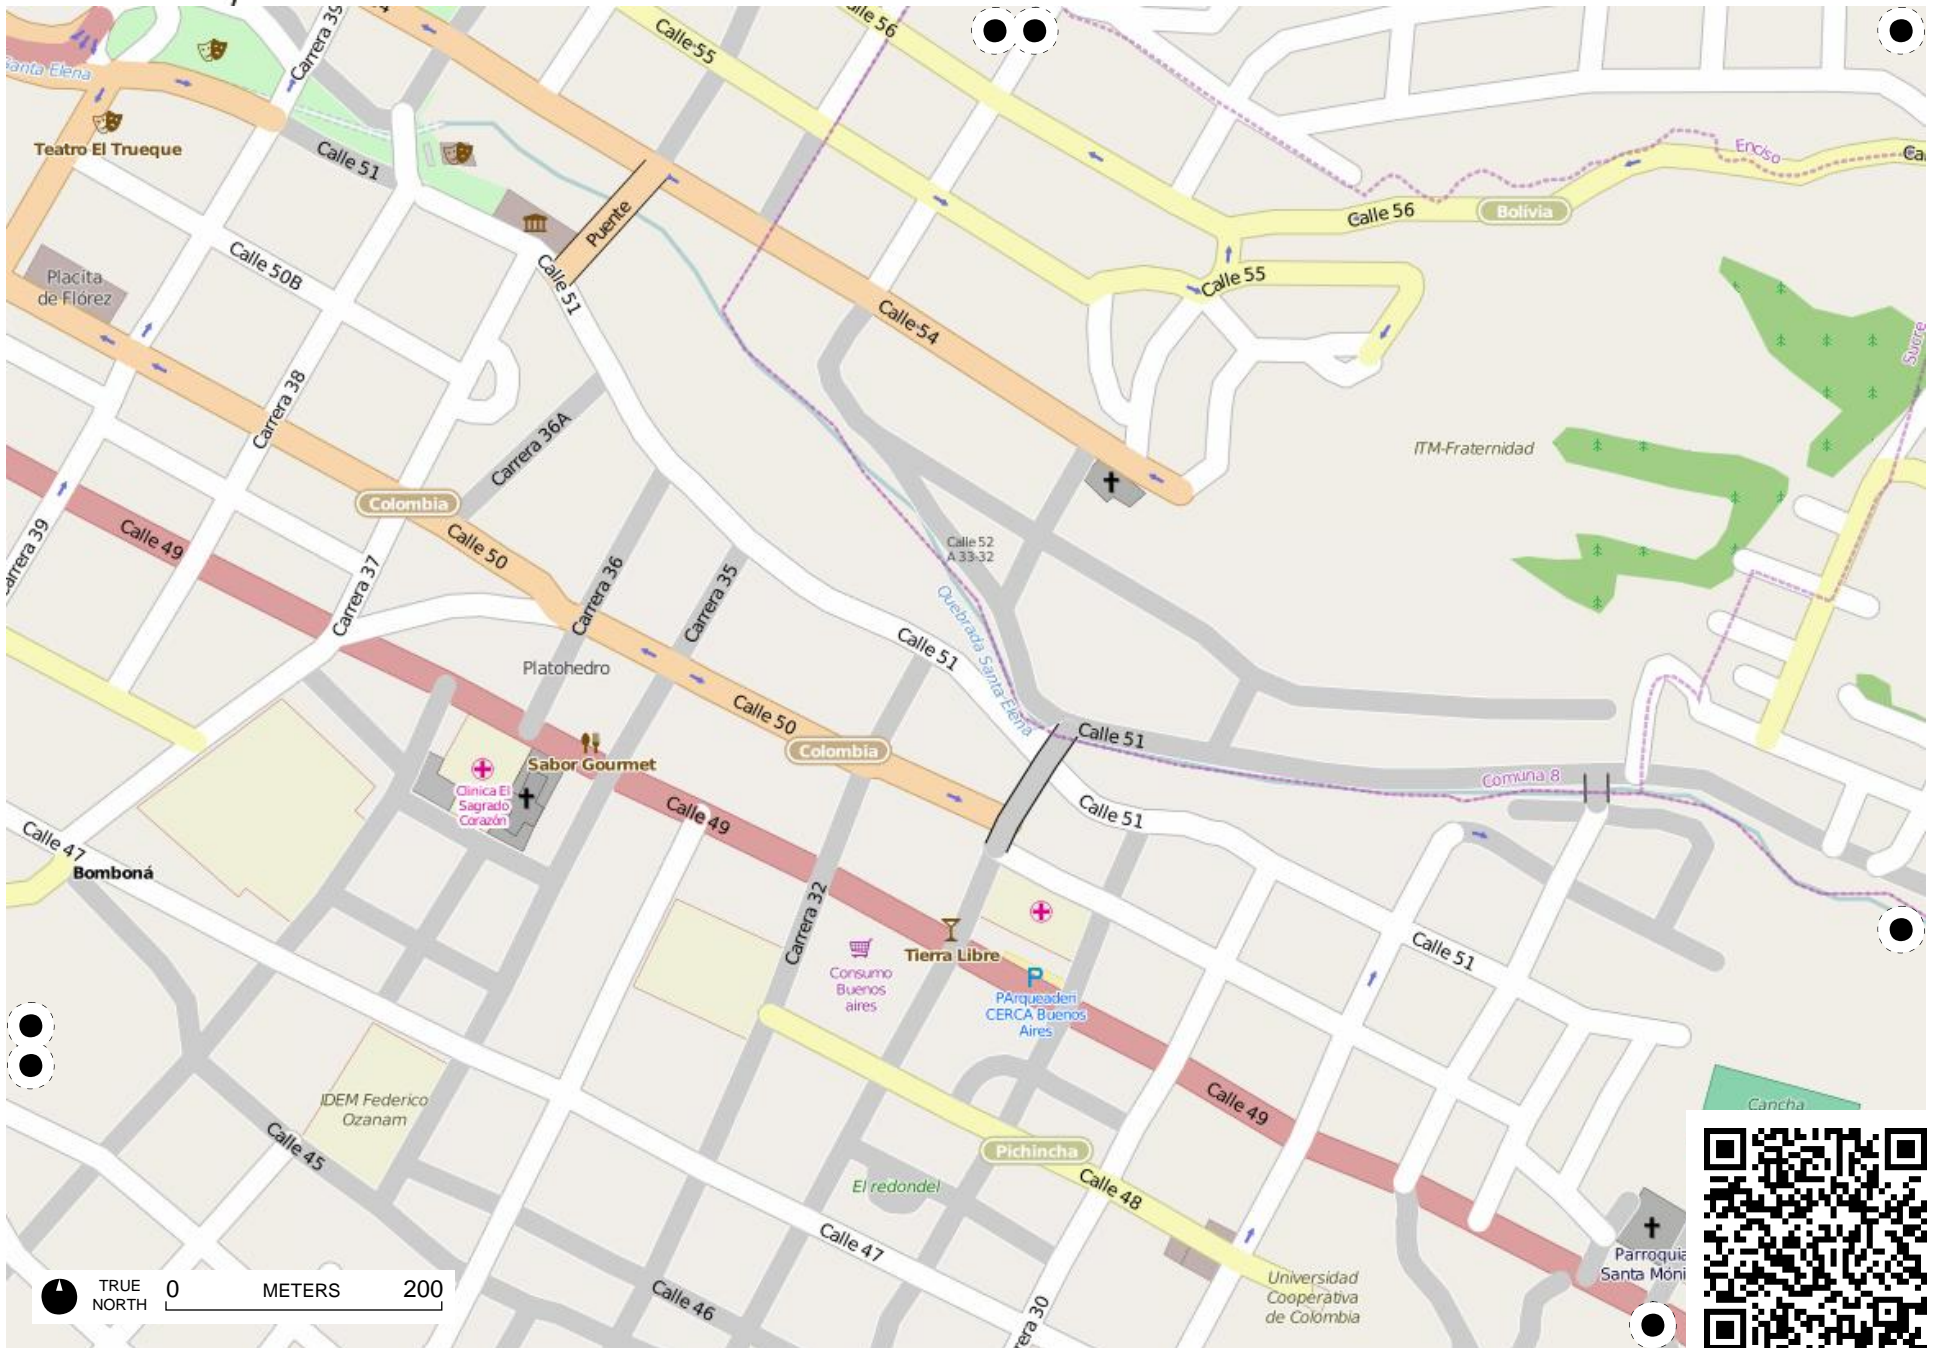 Carrera 39
Calle 55
Calle 56
Santa Elena
Teatro El Trueque
Calle 51
Enciso
Puente
Calle 56
Bolívia
Placita
de Flórez
Calle 50B
Calle 51
Calle 55
Calle 54
Sucre
Carrera 38
Carrera 36A
ITM-Fraternidad
Colombia
Calle 49
Calle 50
Carrera 39
Carrera 37
Carrera 36
Carrera 35
Calle 52
A 33-32
Quebrada Santa Elena
Calle 51
Platohedro
Calle 50
Colombia
Calle 51
Comuna 8
Sabor Gourmet
Clinica El
Sagrado
Corazón
Calle 49
Calle 51
Calle 47
Bomboná
Carrera 32
Tierra Libre
Calle 51
Consumo
Buenos
aires
PArqueaderi
CERCA Buenos
Aires
IDEM Federico
Ozanam
Calle 49
Cancha
Calle 45
Pichincha
El redondel
Calle 48
Calle 47
Parroquia
Santa Móni
Universidad
Cooperativa
de Colombia
Calle 46
rera 30
TRUE
NORTH
0 METERS 200